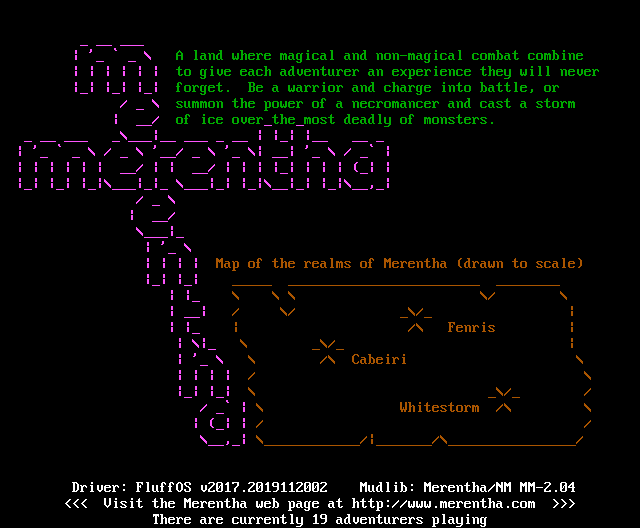 merentha
A land where magical and non-magical combat combine
to give each adventurer an experience they will never
forget. Be a warrior and charge into battle, or
summon the power of a necromancer and cast a storm
of ice over the most deadly of monsters.
merentha
Map of the realms of Merentha (drawn to scale)
Fenris
Cabeiri
Whitestorm
Driver: FluffOS v2017.2019112002 Mudlib: Merentha/NM MM-2.04
<<< Visit the Merentha web page at http://www.merentha.com >>>
There are currently 19 adventurers playing